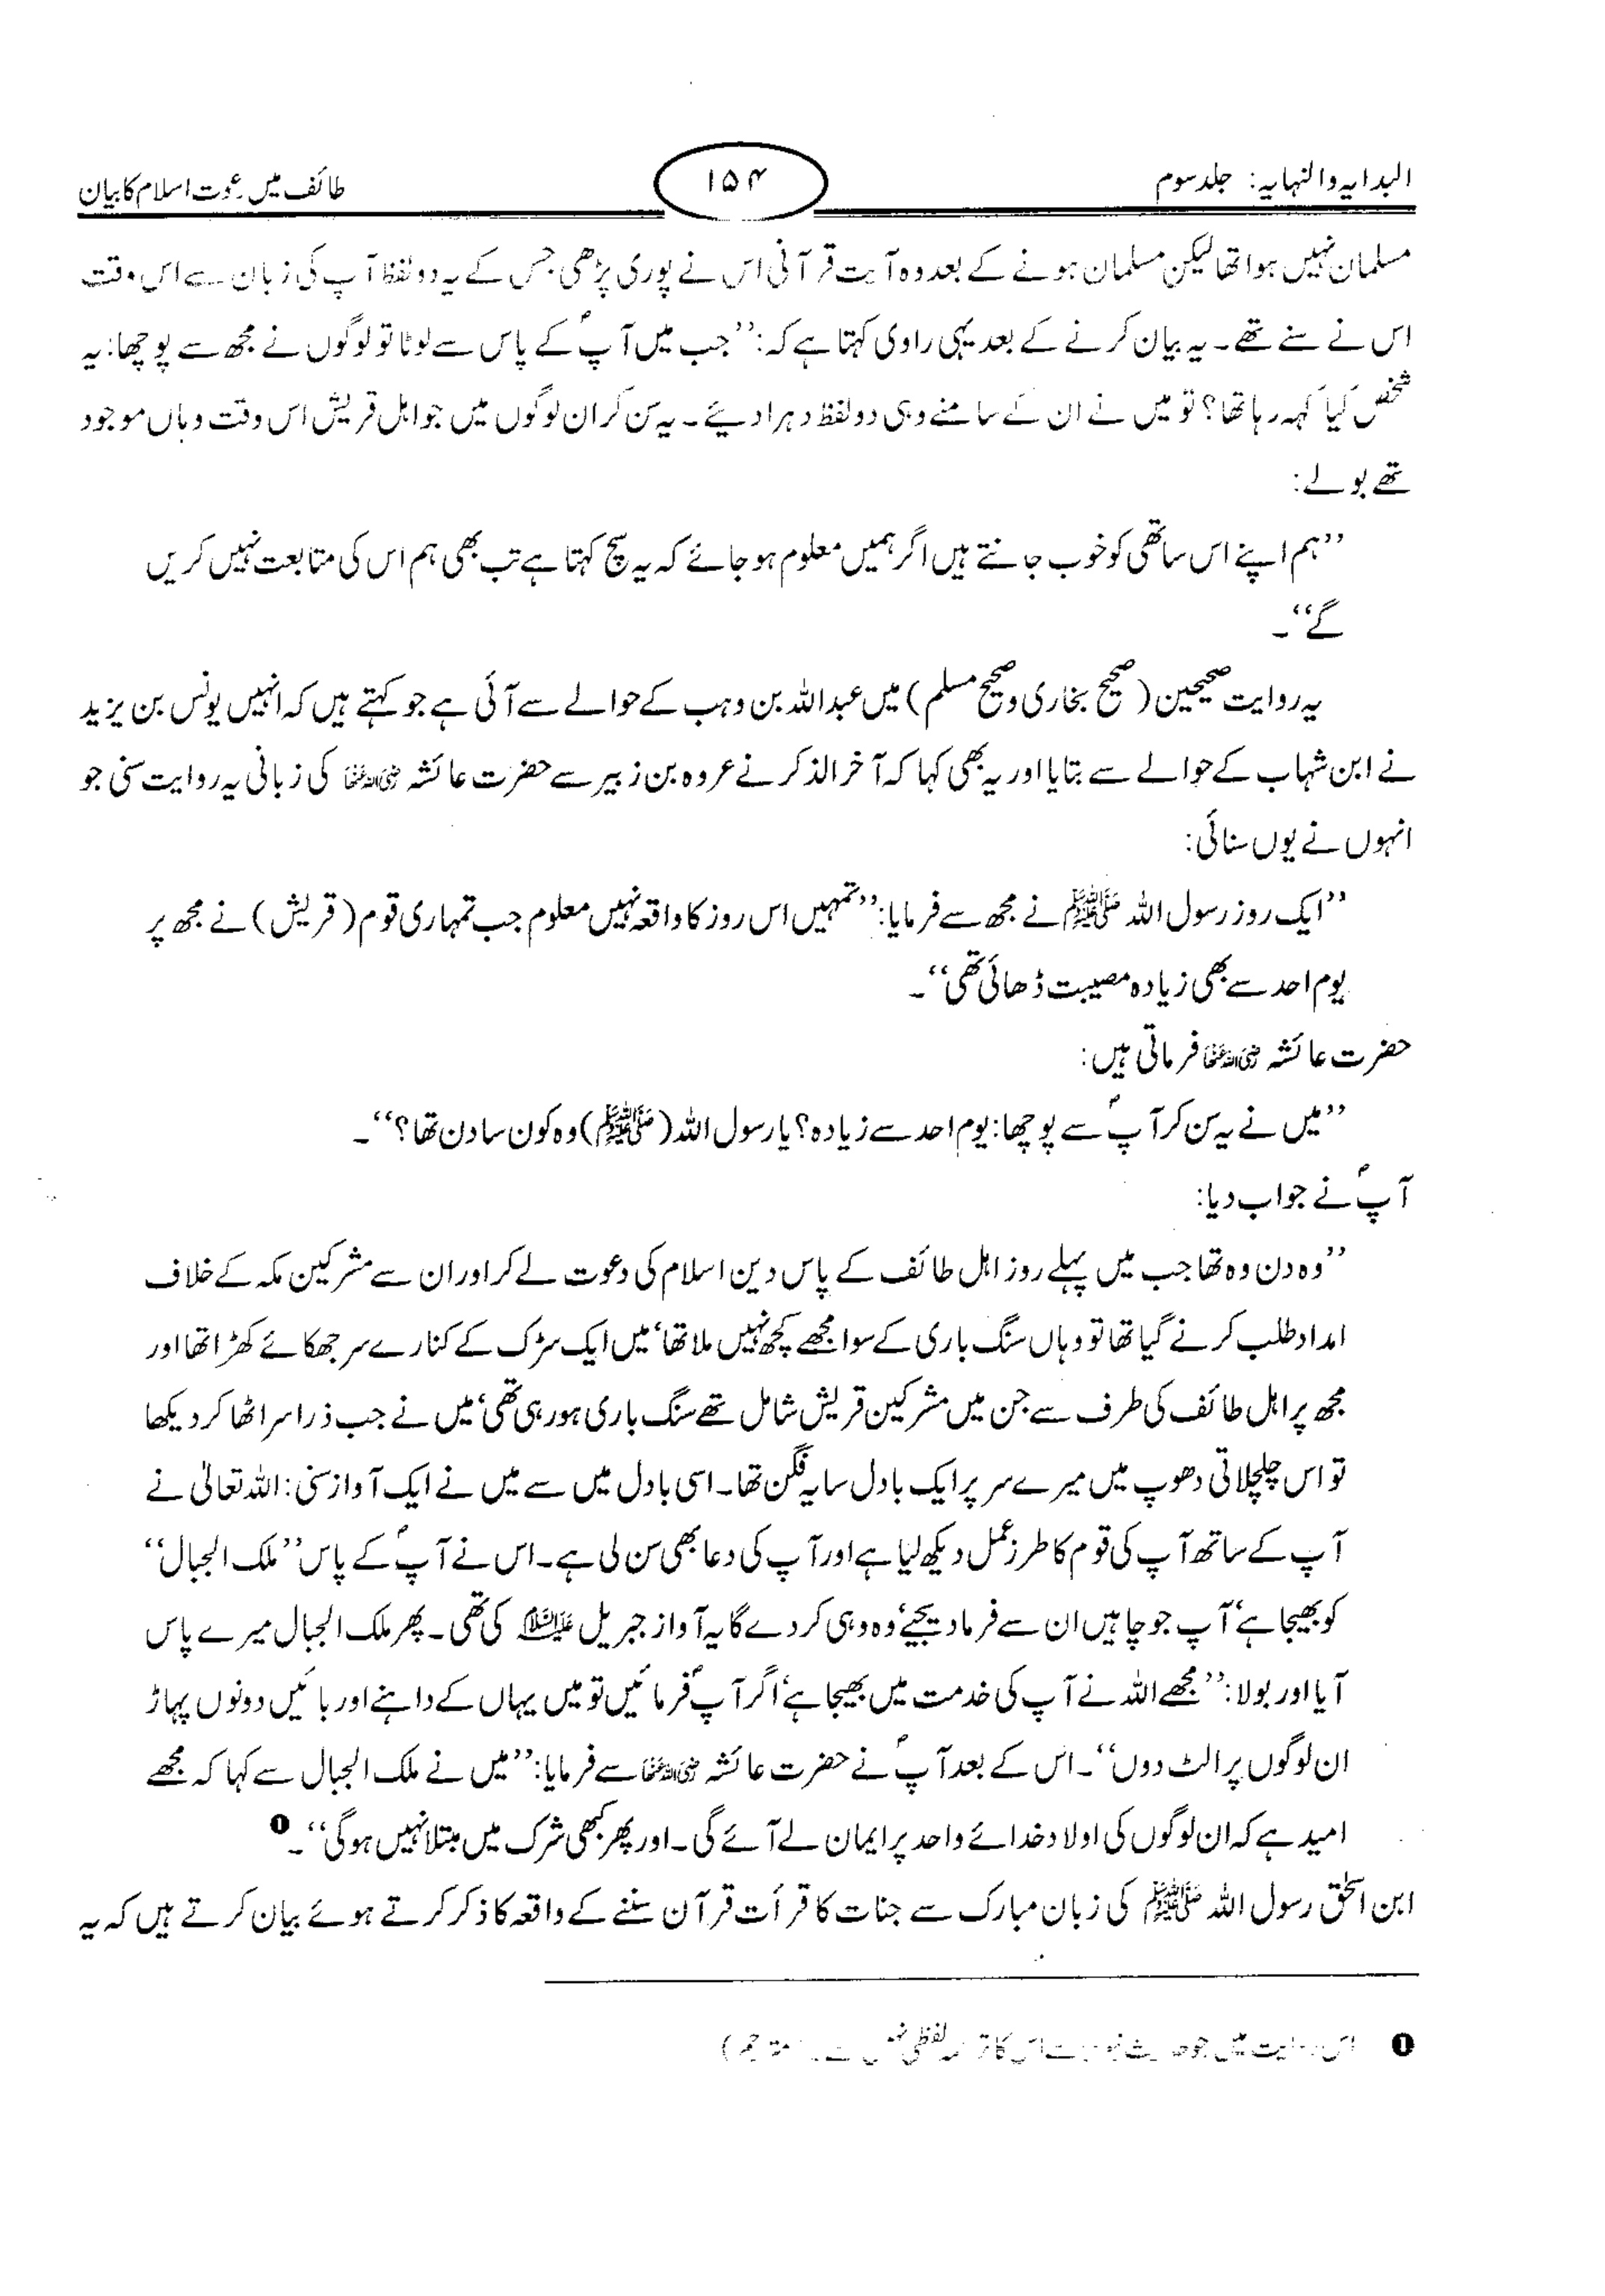 البدایہ والنہایہ: جلد سوم
۱۵۴
طائف میں دعوت اسلام کا بیان
مسلمان نہیں ہوا تھا لیکن مسلمان ہونے کے بعد وہ آیت قرآنی اس نے پوری پڑھی جس کے یہ دو لفظ آپ کی زبان سے اس وقت
اس نے سنے تھے۔ یہ بیان کرنے کے بعد یہی راوی کہتا ہے کہ: ’’جب میں آپؐ کے پاس سے لوٹا تو لوگوں نے مجھ سے پوچھا: یہ
شخص کیا کہہ رہا تھا؟ تو میں نے ان کے سامنے وہی دو لفظ دہرا دیئے۔ یہ سن کر ان لوگوں میں جو اہل قریش اس وقت وہاں موجود
تھے بولے:
’’ہم اپنے اس ساتھی کو خوب جانتے ہیں اگر ہمیں معلوم ہو جائے کہ یہ سچ کہتا ہے تب بھی ہم اس کی متابعت نہیں کریں
گے‘‘۔
یہ روایت صحیحین (صحیح بخاری و صحیح مسلم) میں عبداللہ بن وہب کے حوالے سے آئی ہے جو کہتے ہیں کہ انہیں یونس بن یزید
نے ابن شہاب کے حوالے سے بتایا اور یہ بھی کہا کہ آخر الذکر نے عروہ بن زبیر سے حضرت عائشہ رضی اللہ عنہا کی زبانی یہ روایت سنی جو
انہوں نے یوں سنائی:
’’ایک روز رسول اللہ ﷺ نے مجھ سے فرمایا: ’’تمہیں اس روز کا واقعہ نہیں معلوم جب تمہاری قوم (قریش) نے مجھ پر
یوم احد سے بھی زیادہ مصیبت ڈھائی تھی‘‘۔
حضرت عائشہ رضی اللہ عنہا فرماتی ہیں:
’’میں نے یہ سن کر آپؐ سے پوچھا: یوم احد سے زیادہ؟ یا رسول اللہ (ﷺ) وہ کون سا دن تھا؟‘‘۔
آپؐ نے جواب دیا:
’’وہ دن وہ تھا جب میں پہلے روز اہل طائف کے پاس دین اسلام کی دعوت لے کر اور ان سے مشرکین مکہ کے خلاف
امداد طلب کرنے گیا تھا تو وہاں سنگ باری کے سوا مجھے کچھ نہیں ملا تھا‘ میں ایک سڑک کے کنارے سر جھکائے کھڑا تھا اور
مجھ پر اہل طائف کی طرف سے جن میں مشرکین قریش شامل تھے سنگ باری ہو رہی تھی‘ میں نے جب ذرا سر اٹھا کر دیکھا
تو اس چلچلاتی دھوپ میں میرے سر پر ایک بادل سایہ فگن تھا۔ اسی بادل میں سے میں نے ایک آواز سنی: اللہ تعالیٰ نے
آپ کے ساتھ آپ کی قوم کا طرز عمل دیکھ لیا ہے اور آپ کی دعا بھی سن لی ہے۔ اس نے آپؐ کے پاس ’’ملک الجبال‘‘
کو بھیجا ہے‘ آپ جو چاہیں ان سے فرما دیجئے‘ وہ وہی کر دے گا یہ آواز جبریل علیہ السلام کی تھی۔ پھر ملک الجبال میرے پاس
آیا اور بولا: ’’مجھے اللہ نے آپ کی خدمت میں بھیجا ہے‘ اگر آپؐ فرمائیں تو میں یہاں کے داہنے اور بائیں دونوں پہاڑ
ان لوگوں پر الٹ دوں‘‘۔ اس کے بعد آپؐ نے حضرت عائشہ رضی اللہ عنہا سے فرمایا: ’’میں نے ملک الجبال سے کہا کہ مجھے
امید ہے کہ ان لوگوں کی اولاد خدائے واحد پر ایمان لے آئے گی۔ اور پھر کبھی شرک میں مبتلا نہیں ہو گی‘‘۔ ❶
ابن اسحٰق رسول اللہ ﷺ کی زبان مبارک سے جنات کا قرأت قرآن سننے کے واقعہ کا ذکر کرتے ہوئے بیان کرتے ہیں کہ یہ
❶ میں جو کا لفظی